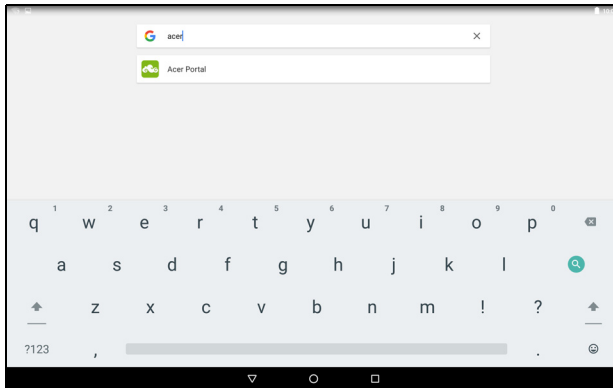 acer
Acer Portal
1 2 3 4 5 6 7 8 9 0
q w e r t y u i o p
a s d f g h j k l
z x c v b n m ! ?
?123 , .